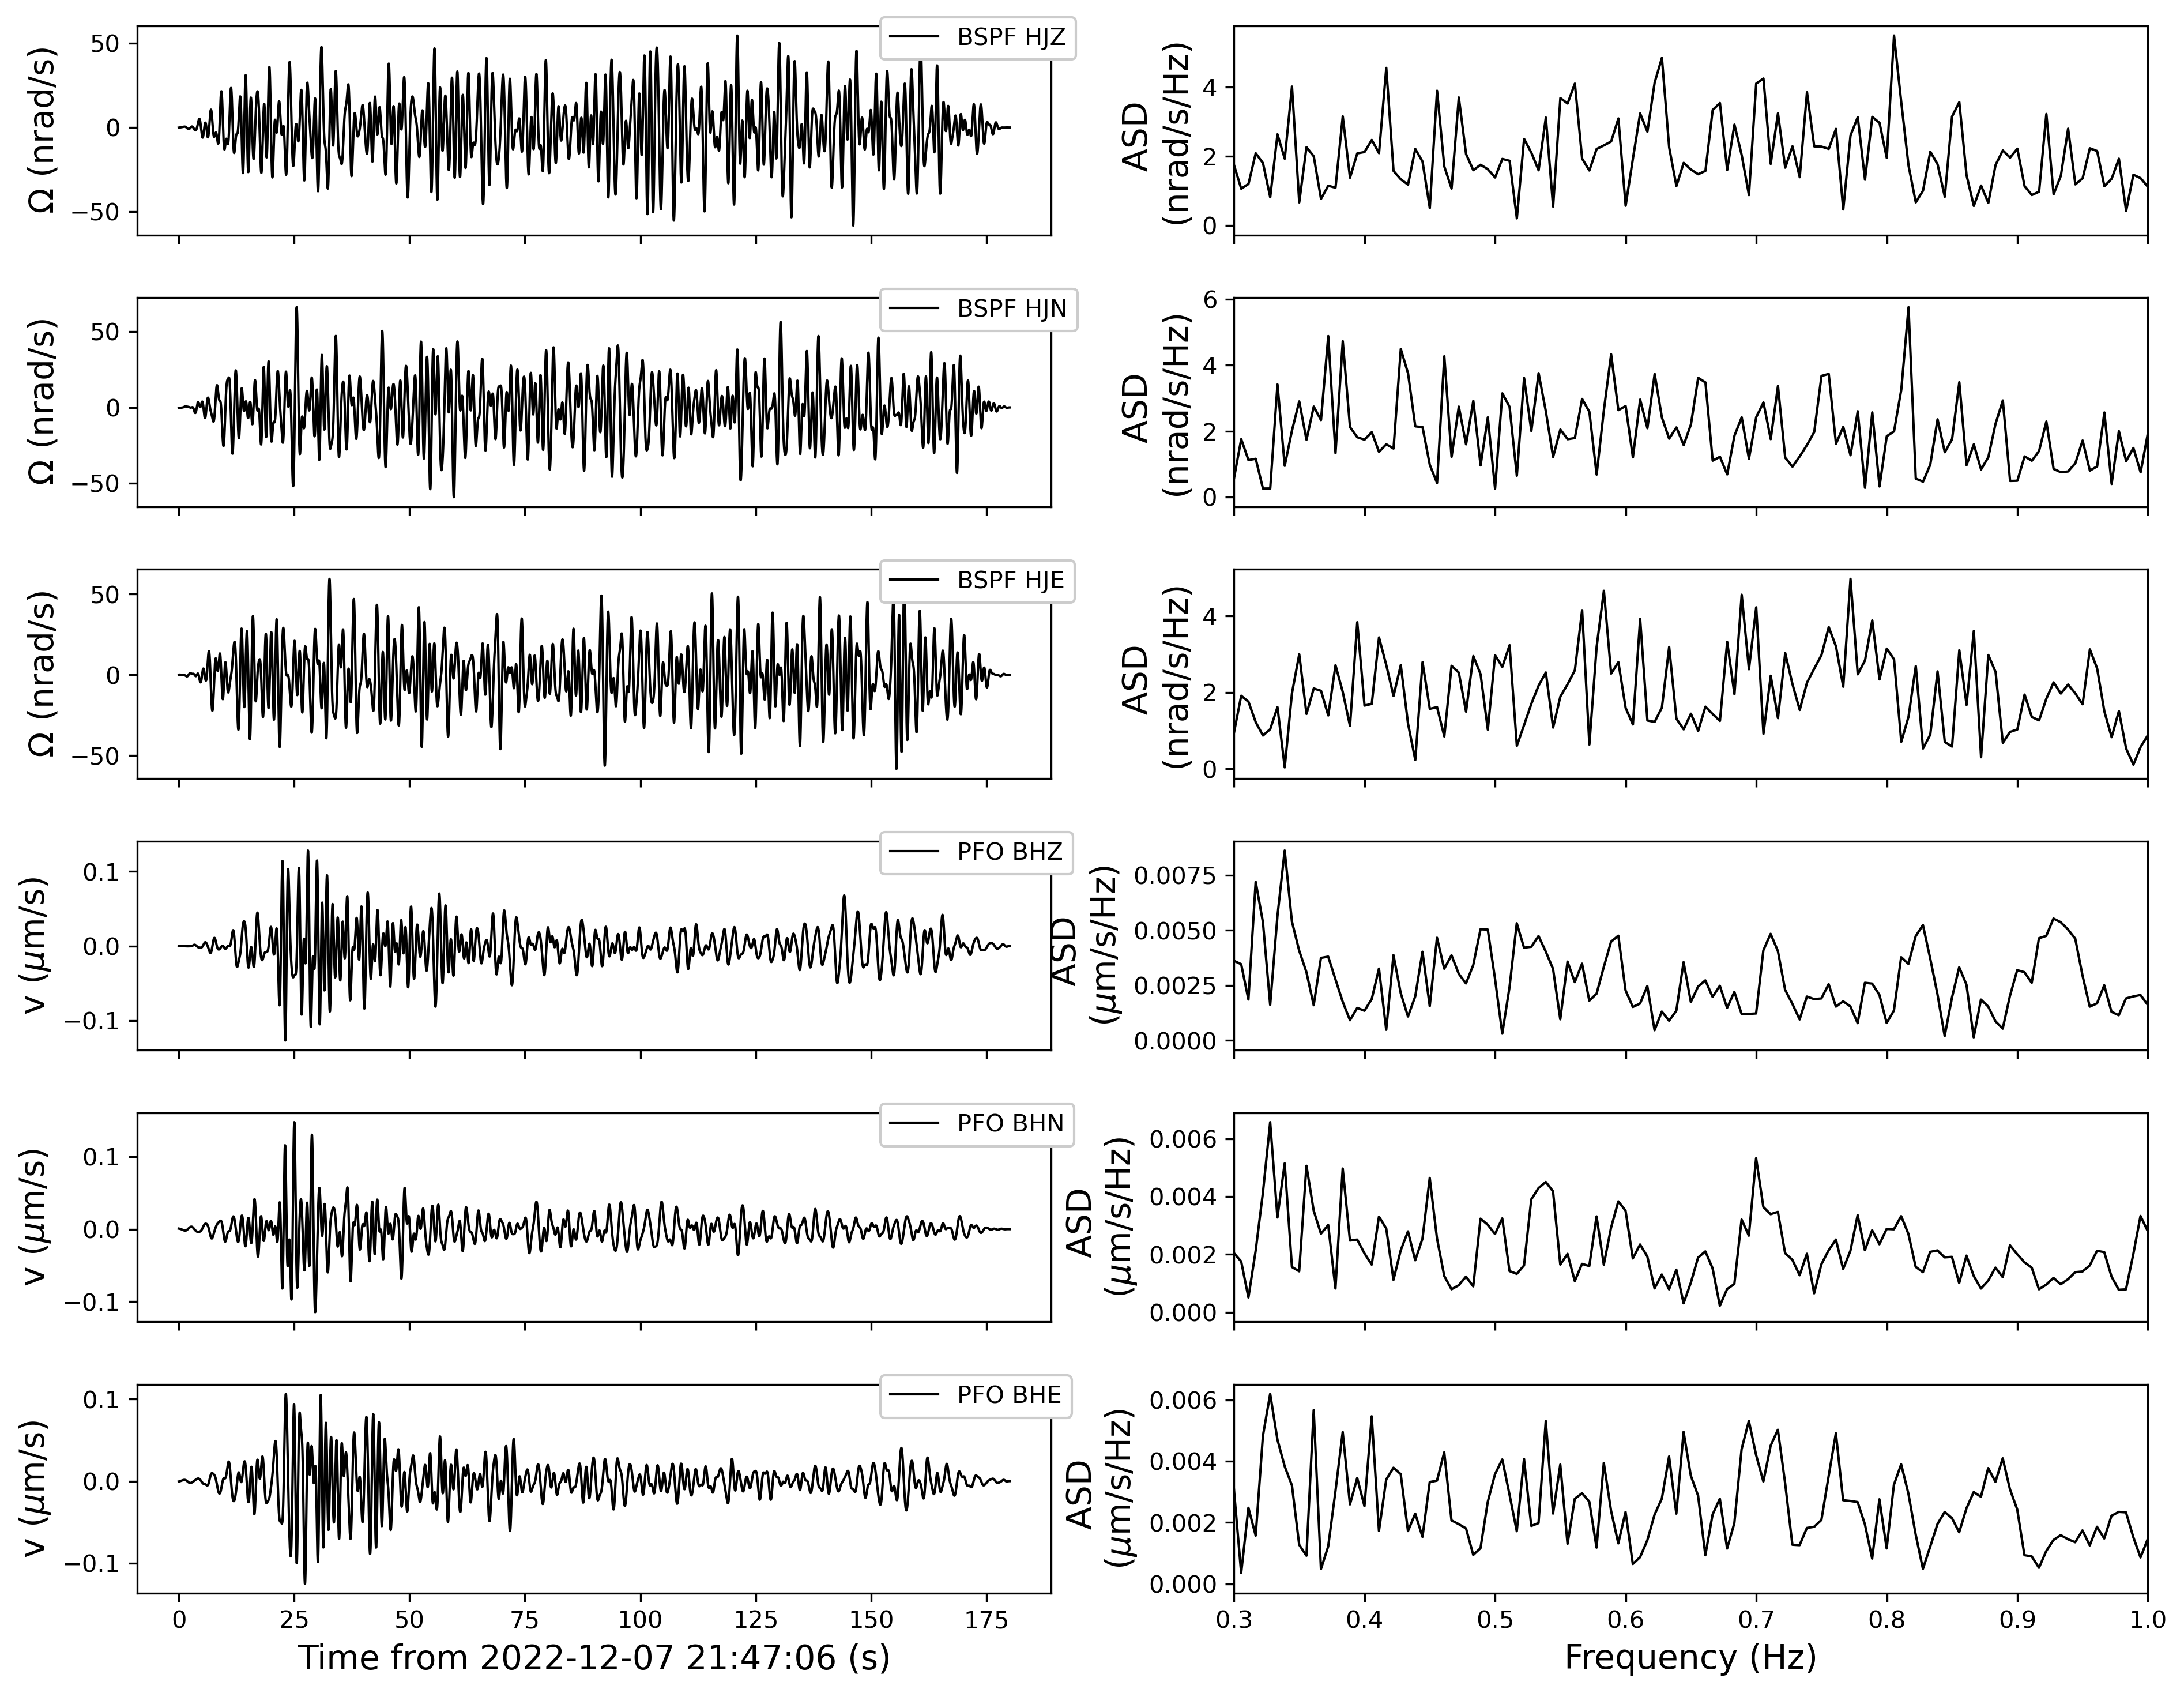 50
0
−50
Ω (nrad/s)
BSPF HJZ
4
2
0
ASD
(nrad/s/Hz)
50
0
−50
Ω (nrad/s)
BSPF HJN
6
4
2
0
ASD
(nrad/s/Hz)
50
0
−50
Ω (nrad/s)
BSPF HJE
4
2
0
ASD
(nrad/s/Hz)
0.1
0.0
−0.1
v (μm/s)
PFO BHZ
0.0075
0.0050
0.0025
0.0000
ASD
(μm/s/Hz)
0.1
0.0
−0.1
v (μm/s)
PFO BHN
0.006
0.004
0.002
0.000
ASD
(μm/s/Hz)
0.1
0.0
−0.1
v (μm/s)
PFO BHE
0.006
0.004
0.002
0.000
ASD
(μm/s/Hz)
0 25 50 75 100 125 150 175
Time from 2022-12-07 21:47:06 (s)
0.3 0.4 0.5 0.6 0.7 0.8 0.9 1.0
Frequency (Hz)